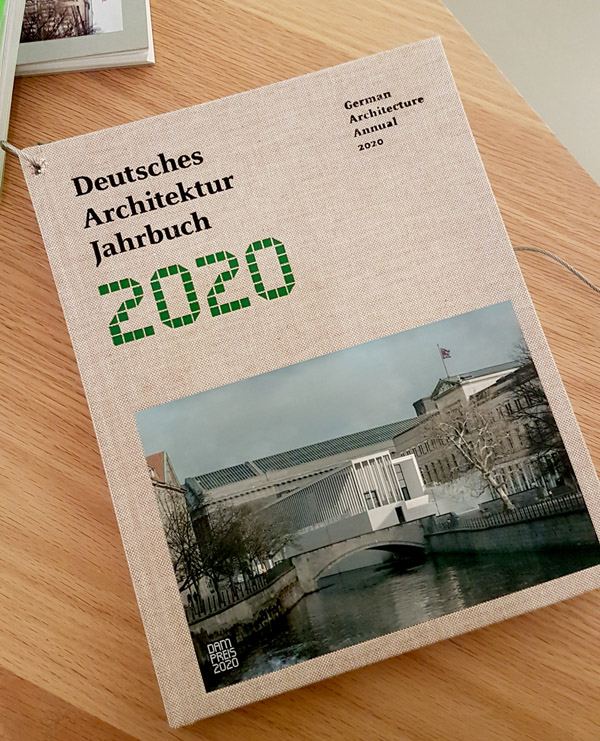 Deutsches
Architektur
Jahrbuch
2020
German
Architecture
Annual
2020
DAM
PREIS
2020